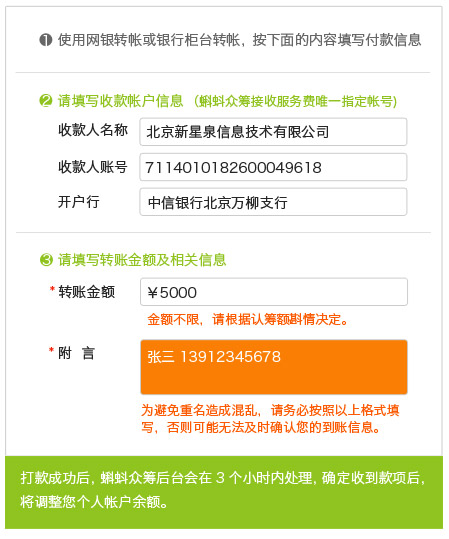 ❶ 使用网银转帐或银行柜台转帐，按下面的内容填写付款信息
❷ 请填写收款帐户信息（蝌蚪众筹接收服务费唯一指定帐号）
收款人名称 北京新星泉信息技术有限公司
收款人账号 7114010182600049618
开户行 中信银行北京万柳支行
❸ 请填写转账金额及相关信息
* 转账金额 ￥5000
金额不限，请根据认筹额斟情决定。
* 附 言 张三 13912345678
为避免重名造成混乱，请务必按照以上格式填
写，否则可能无法及时确认您的到账信息。
打款成功后，蝌蚪众筹后台会在 3 个小时内处理，确定收到款项后，
将调整您个人帐户余额。